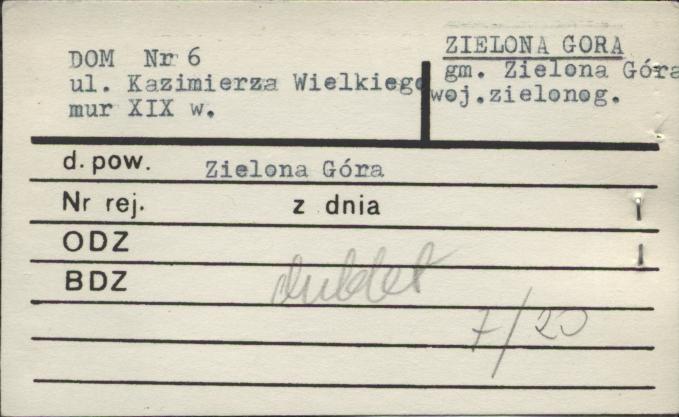 DOM Nr 6
ul. Kazimierza Wielkiego
mur XIX w.
ZIELONA GORA
gm. Zielona Góra
woj.zielonog.
d. pow. Zielona Góra
Nr rej. z dnia
ODZ
BDZ
dublet
7/20